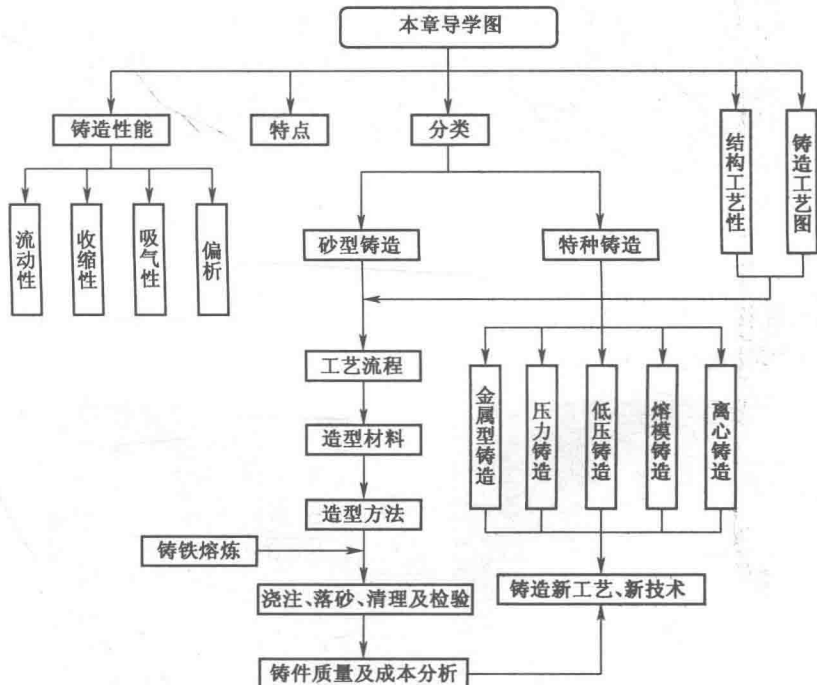 本章导学图
铸造性能
特点
分类
结构工艺性
铸造工艺图
流动性
收缩性
吸气性
偏析
砂型铸造
特种铸造
工艺流程
金属型铸造
压力铸造
低压铸造
熔模铸造
离心铸造
造型材料
造型方法
铸铁熔炼
浇注、落砂、清理及检验
铸造新工艺、新技术
铸件质量及成本分析